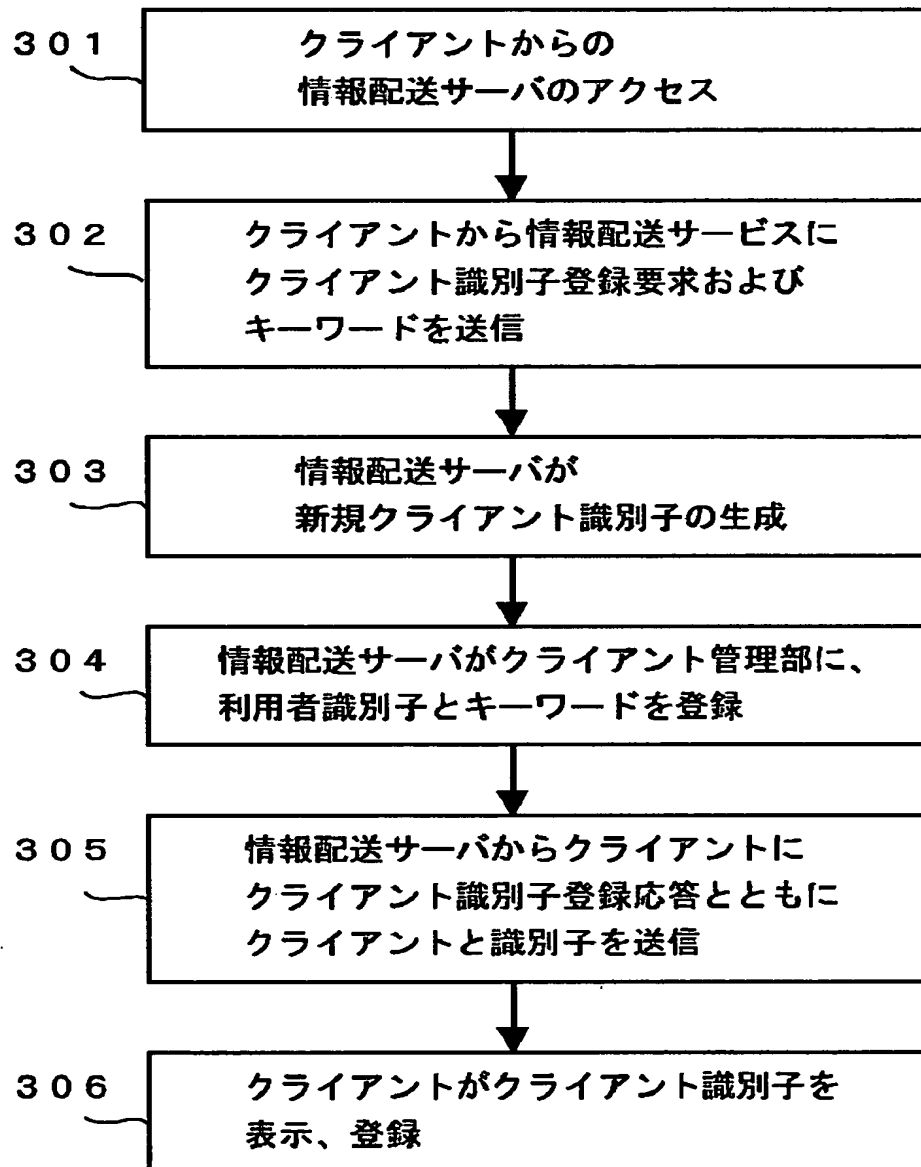 301
クライアントからの
情報配送サーバのアクセス
302
クライアントから情報配送サービスに
クライアント識別子登録要求および
キーワードを送信
303
情報配送サーバが
新規クライアント識別子の生成
304
情報配送サーバがクライアント管理部に、
利用者識別子とキーワードを登録
305
情報配送サーバからクライアントに
クライアント識別子登録応答とともに
クライアントと識別子を送信
306
クライアントがクライアント識別子を
表示、登録